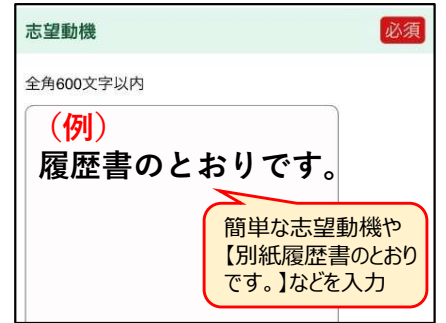 志望動機
必須
全角600文字以内
（例）
履歴書のとおりです。
簡単な志望動機や
【別紙履歴書のとおり
です。】などを入力